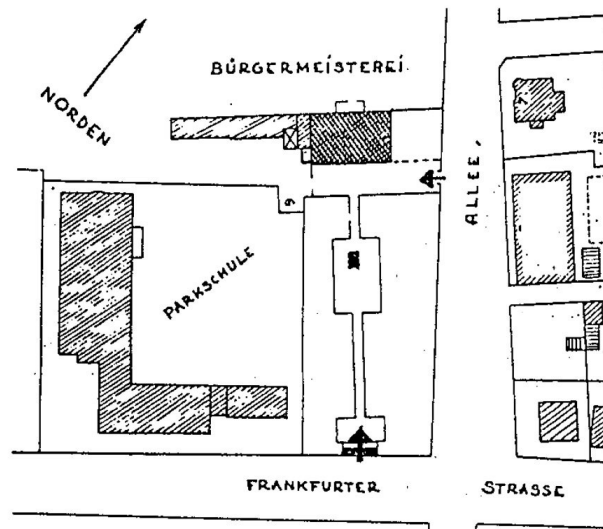 BÜRGERMEISTEREI
NORDEN
ALLEE.
PARKSCHULE
FRANKFURTER STRASSE